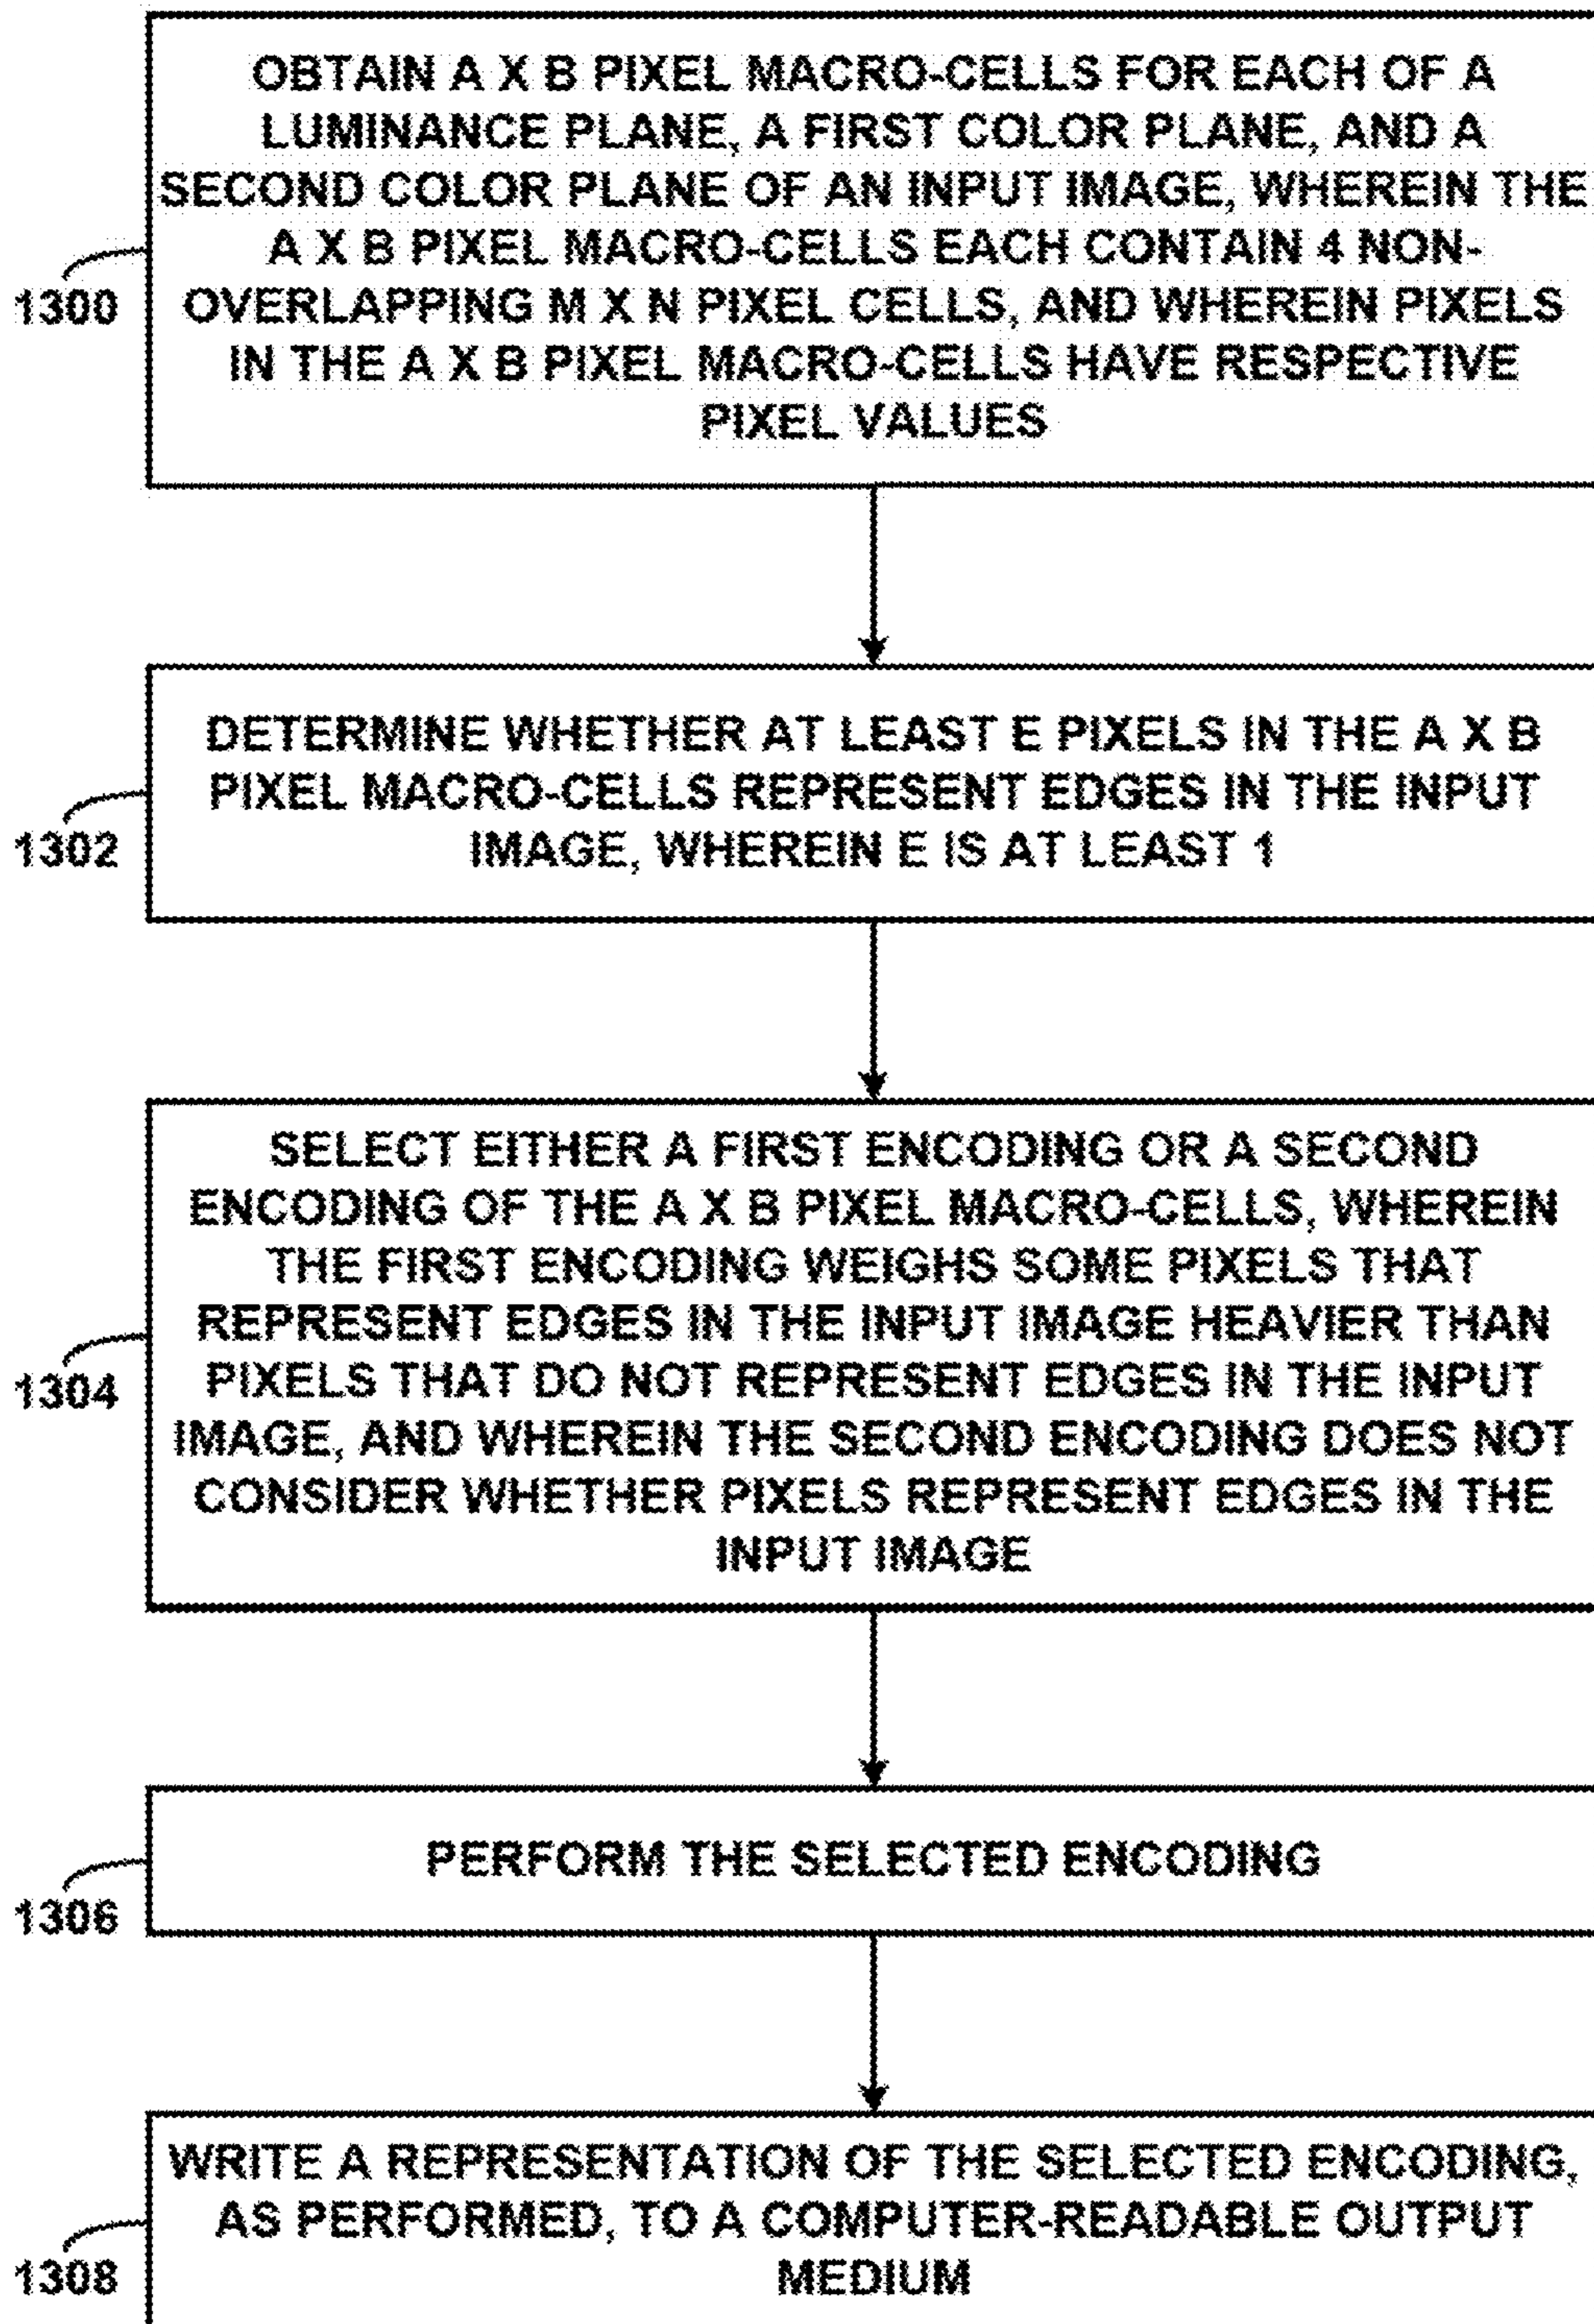 OBTAIN A X B PIXEL MACRO-CELLS FOR EACH OF A
LUMINANCE PLANE, A FIRST COLOR PLANE, AND A
SECOND COLOR PLANE OF AN INPUT IMAGE, WHEREIN THE
A X B PIXEL MACRO-CELLS EACH CONTAIN 4 NON-
OVERLAPPING M X N PIXEL CELLS, AND WHEREIN PIXELS
IN THE A X B PIXEL MACRO-CELLS HAVE RESPECTIVE
PIXEL VALUES
1300
DETERMINE WHETHER AT LEAST E PIXELS IN THE A X B
PIXEL MACRO-CELLS REPRESENT EDGES IN THE INPUT
IMAGE, WHEREIN E IS AT LEAST 1
1302
SELECT EITHER A FIRST ENCODING OR A SECOND
ENCODING OF THE A X B PIXEL MACRO-CELLS, WHEREIN
THE FIRST ENCODING WEIGHS SOME PIXELS THAT
REPRESENT EDGES IN THE INPUT IMAGE HEAVIER THAN
PIXELS THAT DO NOT REPRESENT EDGES IN THE INPUT
IMAGE, AND WHEREIN THE SECOND ENCODING DOES NOT
CONSIDER WHETHER PIXELS REPRESENT EDGES IN THE
INPUT IMAGE
1304
PERFORM THE SELECTED ENCODING
1306
WRITE A REPRESENTATION OF THE SELECTED ENCODING,
AS PERFORMED, TO A COMPUTER-READABLE OUTPUT
MEDIUM
1308